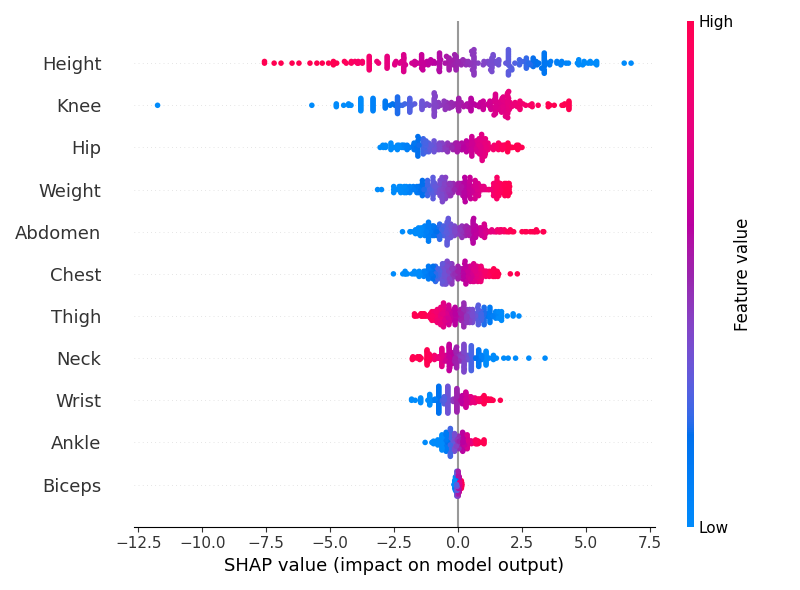 High
Height
Knee
Hip
Weight
Abdomen
Chest
Thigh
Neck
Wrist
Ankle
Biceps
Feature value
Low
−12.5 −10.0 −7.5 −5.0 −2.5 0.0 2.5 5.0 7.5
SHAP value (impact on model output)